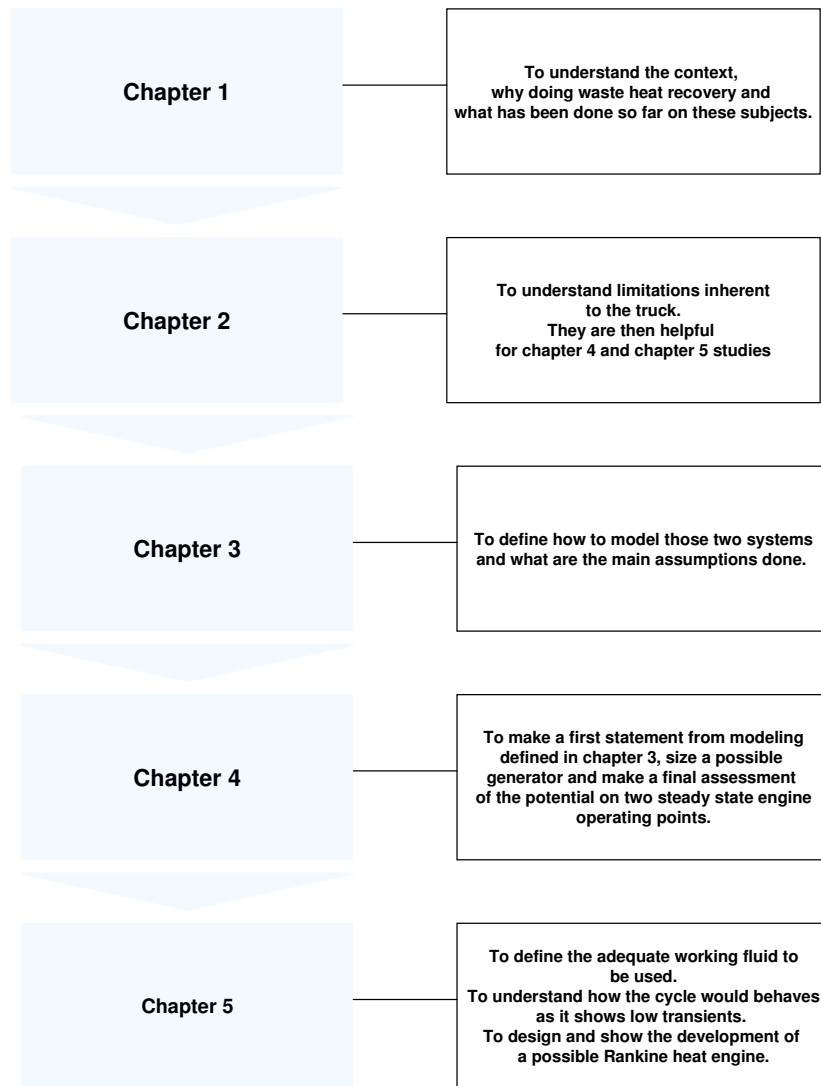 Chapter 1
To understand the context,
why doing waste heat recovery and
what has been done so far on these subjects.
Chapter 2
To understand limitations inherent
to the truck.
They are then helpful
for chapter 4 and chapter 5 studies
Chapter 3
To define how to model those two systems
and what are the main assumptions done.
Chapter 4
To make a first statement from modeling
defined in chapter 3, size a possible
generator and make a final assessment
of the potential on two steady state engine
operating points.
Chapter 5
To define the adequate working fluid to
be used.
To understand how the cycle would behaves
as it shows low transients.
To design and show the development of
a possible Rankine heat engine.